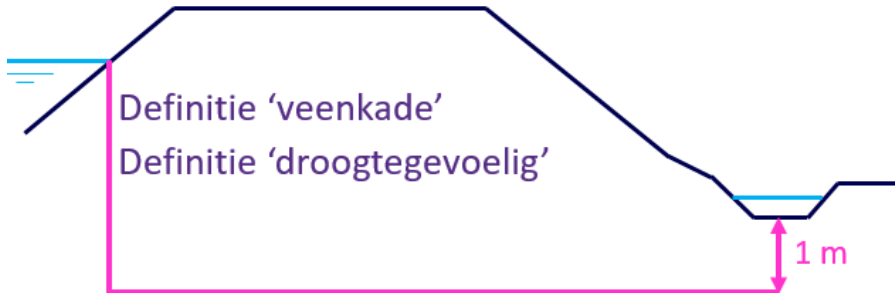 Definitie ‘veenkade’
Definitie ‘droogtegevoelig’
1 m